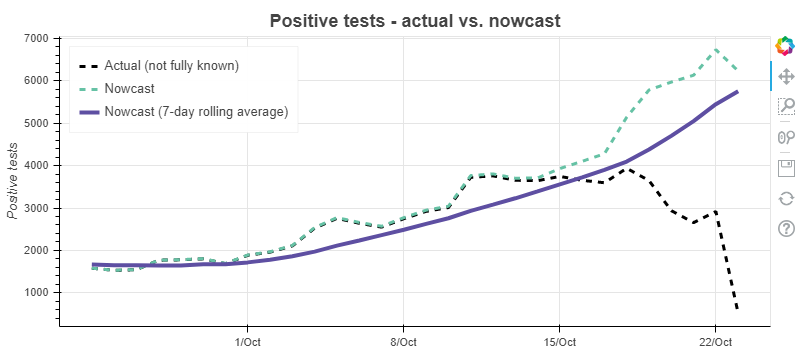 Positive tests - actual vs. nowcast
7000
6000
5000
4000
3000
2000
1000
Positive tests
Actual (not fully known)
Nowcast
Nowcast (7-day rolling average)
1/Oct
8/Oct
15/Oct
22/Oct